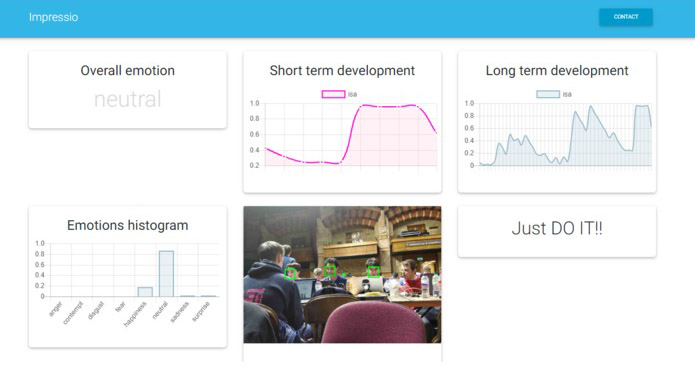 Impressio
CONTACT
Overall emotion
neutral
Short term development
isa
1.0
0.8
0.6
0.4
0.2
Long term development
isa
1.0
0.8
0.6
0.4
0.2
0
Emotions histogram
1.0
0.8
0.6
0.4
0.2
0
anger
contempt
disgust
fear
happiness
neutral
sadness
surprise
Just DO IT!!